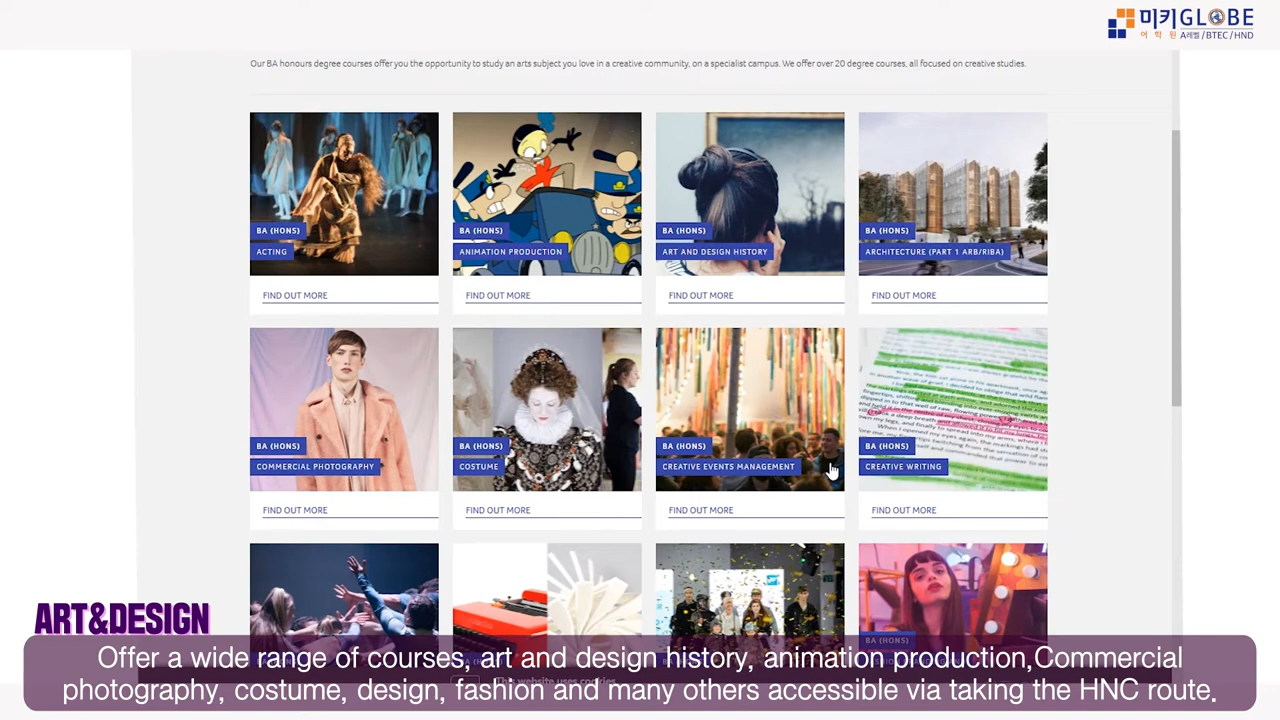 미키GLOBE
어학원 A레벨/BTEC/HND
Our BA honours degree courses offer you the opportunity to study an arts subject you love in a creative community, on a specialist campus. We offer over 20 degree courses, all focused on creative studies.
BA (HONS)
ACTING
FIND OUT MORE
BA (HONS)
ANIMATION PRODUCTION
FIND OUT MORE
BA (HONS)
ART AND DESIGN HISTORY
FIND OUT MORE
BA (HONS)
ARCHITECTURE (PART 1 ARB/RIBA)
FIND OUT MORE
BA (HONS)
COMMERCIAL PHOTOGRAPHY
FIND OUT MORE
BA (HONS)
COSTUME
FIND OUT MORE
BA (HONS)
CREATIVE EVENTS MANAGEMENT
FIND OUT MORE
BA (HONS)
CREATIVE WRITING
FIND OUT MORE
BA (HONS)
This website uses cookies
ART&DESIGN
Offer a wide range of courses, art and design history, animation production,Commercial
photography, costume, design, fashion and many others accessible via taking the HNC route.